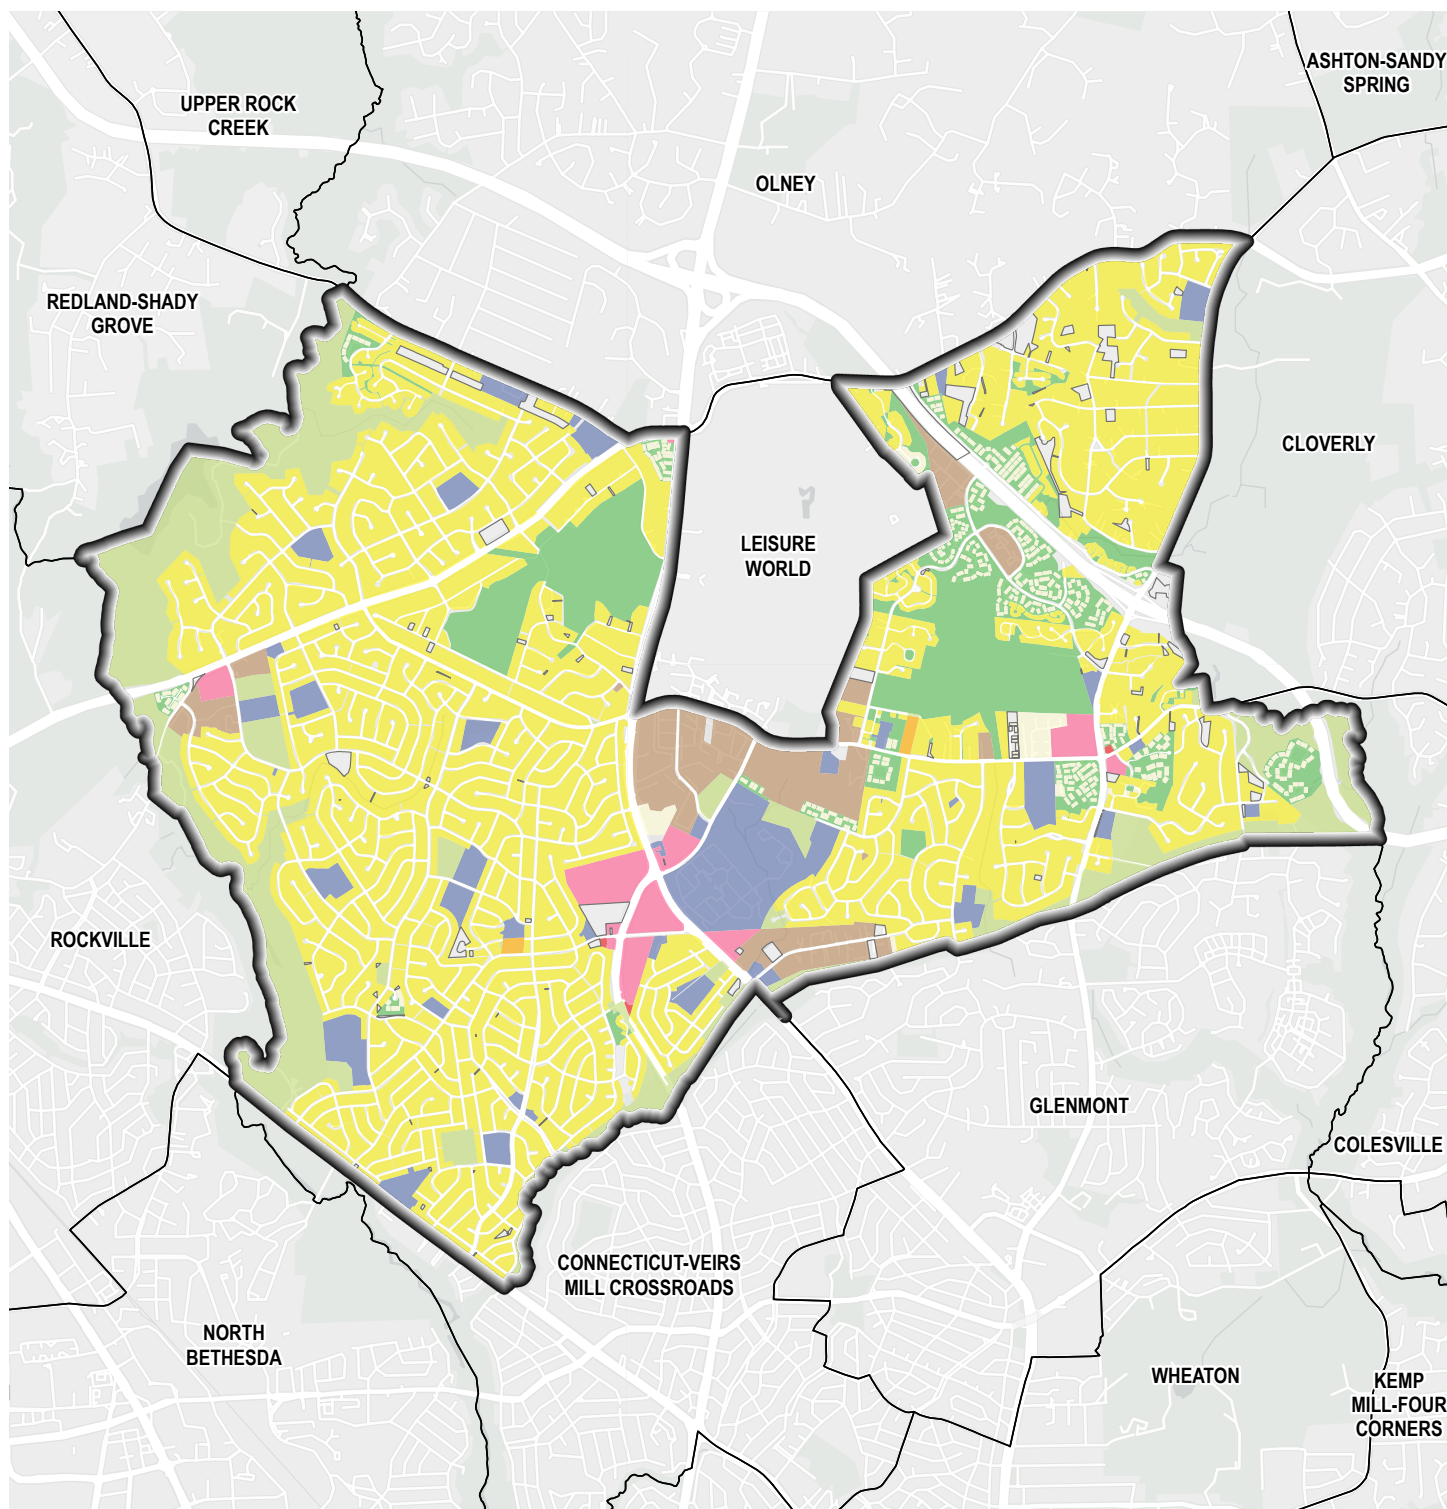 ASHTON-SANDY
SPRING
UPPER ROCK
CREEK
OLNEY
REDLAND-SHADY
GROVE
CLOVERLY
LEISURE
WORLD
ROCKVILLE
GLENMONT
COLESVILLE
CONNECTICUT-VEIRS
MILL CROSSROADS
NORTH
BETHESDA
WHEATON
KEMP
MILL-FOUR
CORNERS